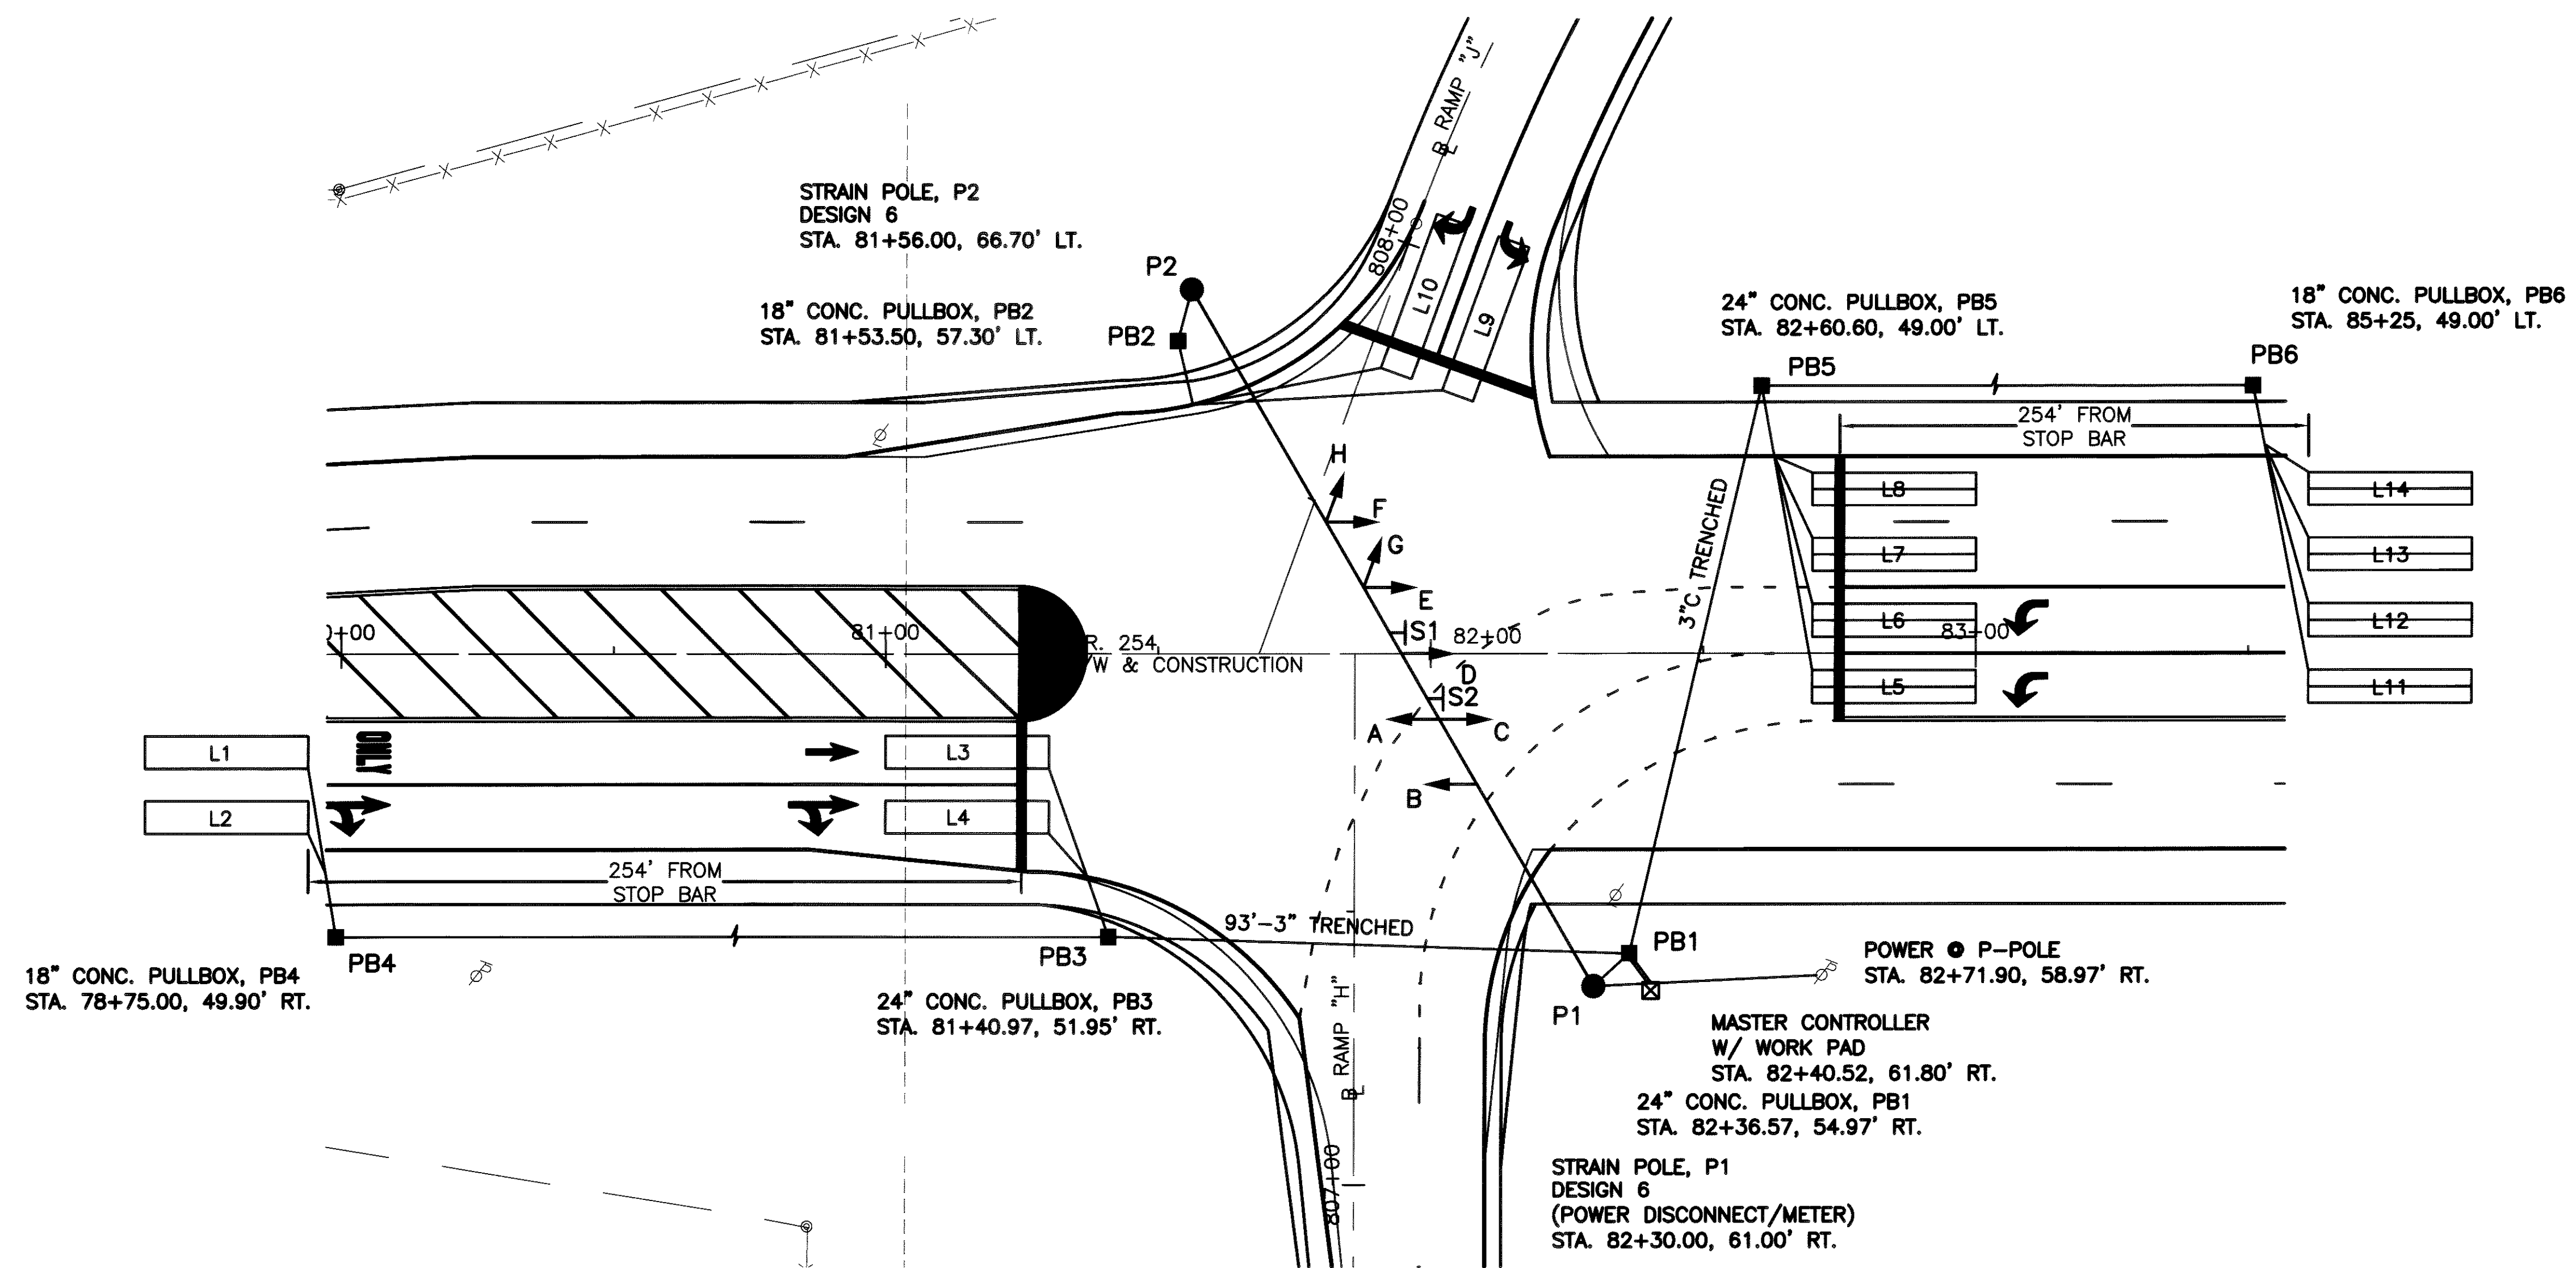 STRAIN POLE, P2
DESIGN 6
STA. 81+56.00, 66.70' LT.
18" CONC. PULLBOX, PB2
STA. 81+53.50, 57.30' LT.
P2
PB2
808+00
BL RAMP "J"
L10
L9
24" CONC. PULLBOX, PB5
STA. 82+60.60, 49.00' LT.
18" CONC. PULLBOX, PB6
STA. 85+25, 49.00' LT.
PB5
PB6
254' FROM
STOP BAR
H
F
G
E
S1
82+00
D
S2
A
C
B
3"C TRENCHED
L8
L7
L6
L5
83+00
L14
L13
L12
L11
0+00
81+00
R. 254,
/W & CONSTRUCTION
L1
L2
ONLY
L3
L4
254' FROM
STOP BAR
PB4
18" CONC. PULLBOX, PB4
STA. 78+75.00, 49.90' RT.
PB3
24" CONC. PULLBOX, PB3
STA. 81+40.97, 51.95' RT.
93'-3" TRENCHED
BL RAMP "H"
807+00
PB1
P1
POWER @ P-POLE
STA. 82+71.90, 58.97' RT.
MASTER CONTROLLER
W/ WORK PAD
STA. 82+40.52, 61.80' RT.
24" CONC. PULLBOX, PB1
STA. 82+36.57, 54.97' RT.
STRAIN POLE, P1
DESIGN 6
(POWER DISCONNECT/METER)
STA. 82+30.00, 61.00' RT.